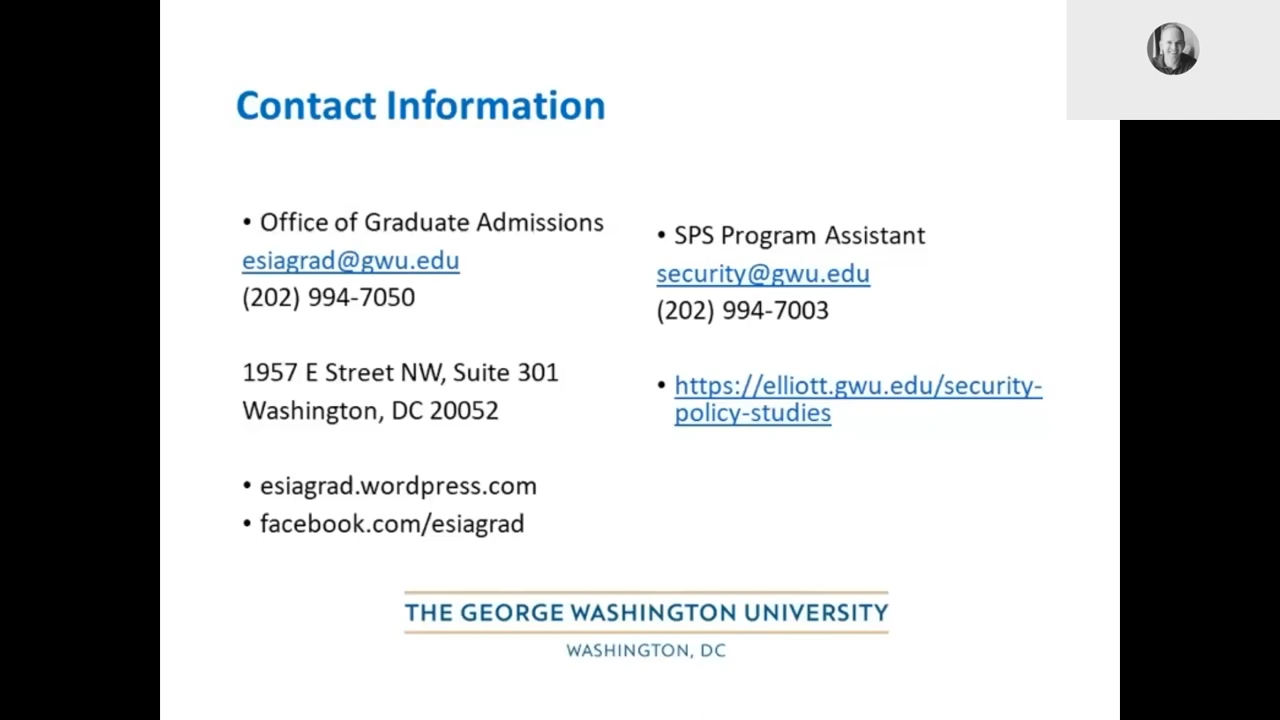 Contact Information
• Office of Graduate Admissions
esiagrad@gwu.edu
(202) 994-7050
1957 E Street NW, Suite 301
Washington, DC 20052
• esiagrad.wordpress.com
• facebook.com/esiagrad
• SPS Program Assistant
security@gwu.edu
(202) 994-7003
• https://elliott.gwu.edu/security-
policy-studies
THE GEORGE WASHINGTON UNIVERSITY
WASHINGTON, DC